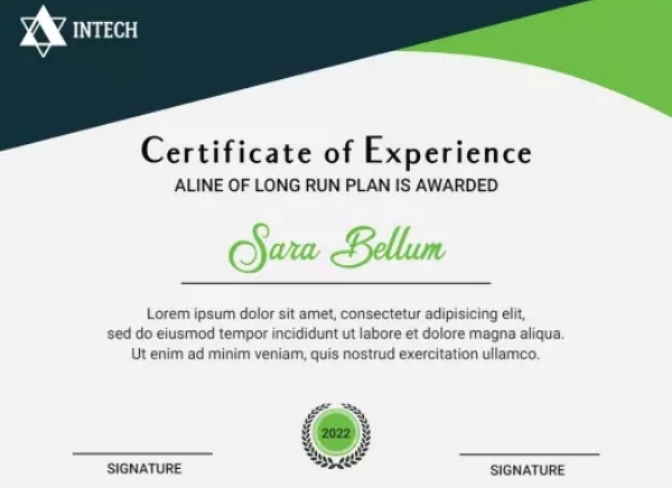 INTECH
Certificate of Experience
ALINE OF LONG RUN PLAN IS AWARDED
Sara Bellum
Lorem ipsum dolor sit amet, consectetur adipisicing elit,
sed do eiusmod tempor incididunt ut labore et dolore magna aliqua.
Ut enim ad minim veniam, quis nostrud exercitation ullamco.
2022
SIGNATURE
SIGNATURE